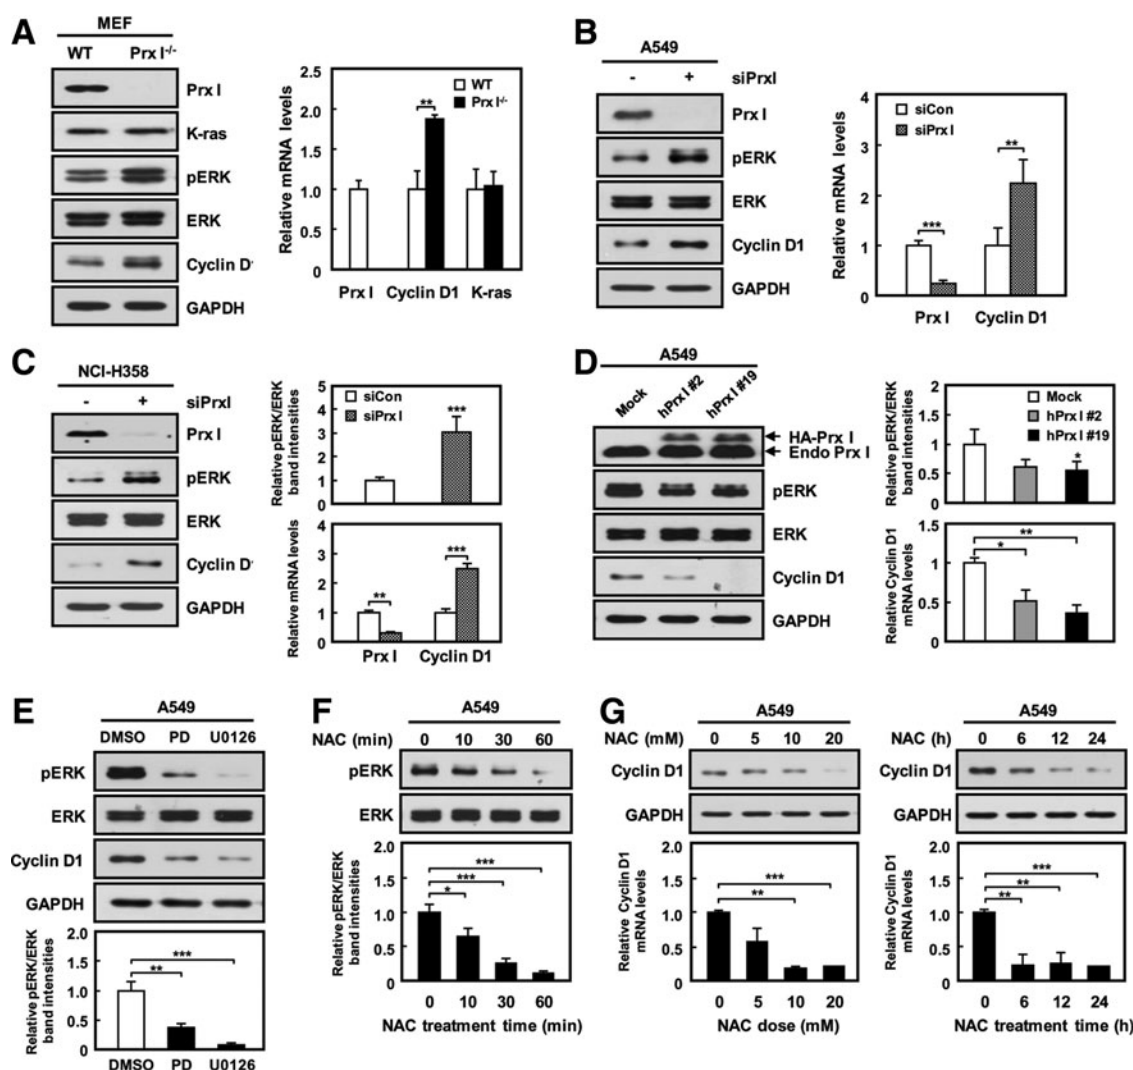 A
MEF
WT Prx I-/-
Prx I
K-ras
pERK
ERK
Cyclin D
GAPDH
Relative mRNA levels
2.5
2.0
1.5
1.0
0.5
0
WT
Prx I-/-
**
Prx I Cyclin D1 K-ras
B
A549
- + siPrxI
Prx I
pERK
ERK
Cyclin D1
GAPDH
Relative mRNA levels
4
3
2
1
0
siCon
siPrx I
***
**
Prx I Cyclin D1
C
NCI-H358
- + siPrxI
Prx I
pERK
ERK
Cyclin D
GAPDH
Relative pERK/ERK
band intensities
5
4
3
2
1
0
siCon
siPrx I
***
Relative mRNA levels
4
3
2
1
0
**
***
Prx I Cyclin D1
D
A549
Mock hPrx I #2 hPrx I #19
HA-Prx I
Endo Prx I
pERK
ERK
Cyclin D1
GAPDH
Relative pERK/ERK
band intensities
2.0
1.5
1.0
0.5
0
Mock
hPrx I #2
hPrx I #19
*
Relative Cyclin D1
mRNA levels
1.5
1.0
0.5
0
*
**
E
A549
DMSO PD U0126
pERK
ERK
Cyclin D1
GAPDH
Relative pERK/ERK
band intensities
2.0
1.5
1.0
0.5
0
***
**
DMSO PD U0126
F
A549
NAC (min) 0 10 30 60
pERK
ERK
Relative pERK/ERK
band intensities
2.0
1.5
1.0
0.5
0
***
***
*
0 10 30 60
NAC treatment time (min)
G
A549
NAC (mM) 0 5 10 20
Cyclin D1
GAPDH
Relative Cyclin D1
mRNA levels
2.0
1.5
1.0
0.5
0
***
**
0 5 10 20
NAC dose (mM)
A549
NAC (h) 0 6 12 24
Cyclin D1
GAPDH
Relative Cyclin D1
mRNA levels
2.0
1.5
1.0
0.5
0
***
**
**
0 6 12 24
NAC treatment time (h)